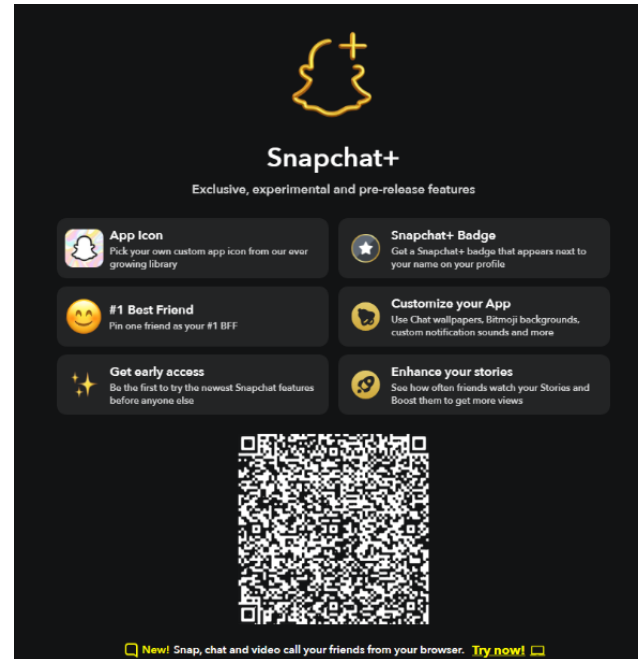 Snapchat+
Exclusive, experimental and pre-release features
App Icon
Pick your own custom app icon from our ever
growing library
Snapchat+ Badge
Get a Snapchat+ badge that appears next to
your name on your profile
#1 Best Friend
Pin one friend as your #1 BFF
Customize your App
Use Chat wallpapers, Bitmoji backgrounds,
custom notification sounds and more
Get early access
Be the first to try the newest Snapchat features
before anyone else
Enhance your stories
See how often friends watch your Stories and
Boost them to get more views
New! Snap, chat and video call your friends from your browser. Try now!